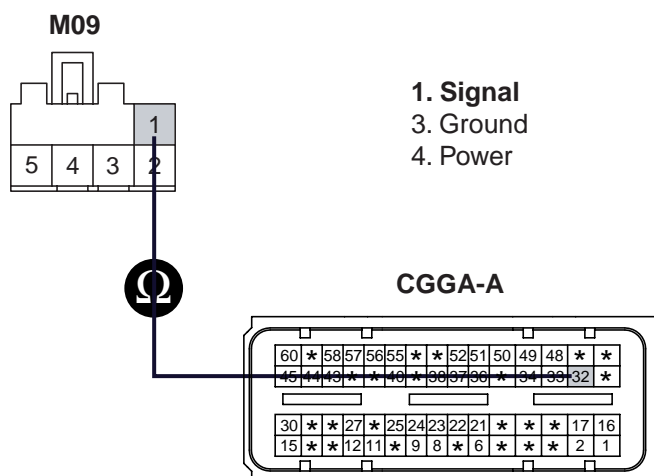 M09
1
5 4 3 2
1. Signal
3. Ground
4. Power
Ω
CGGA-A
60 * 58 57 56 55 * * 52 51 50 49 48 * *
45 44 43 * * 40 * 38 37 36 * 34 33 32 *
30 * * 27 * 25 24 23 22 21 * * * 17 16
15 * * 12 11 * 9 8 * 6 * * * 2 1